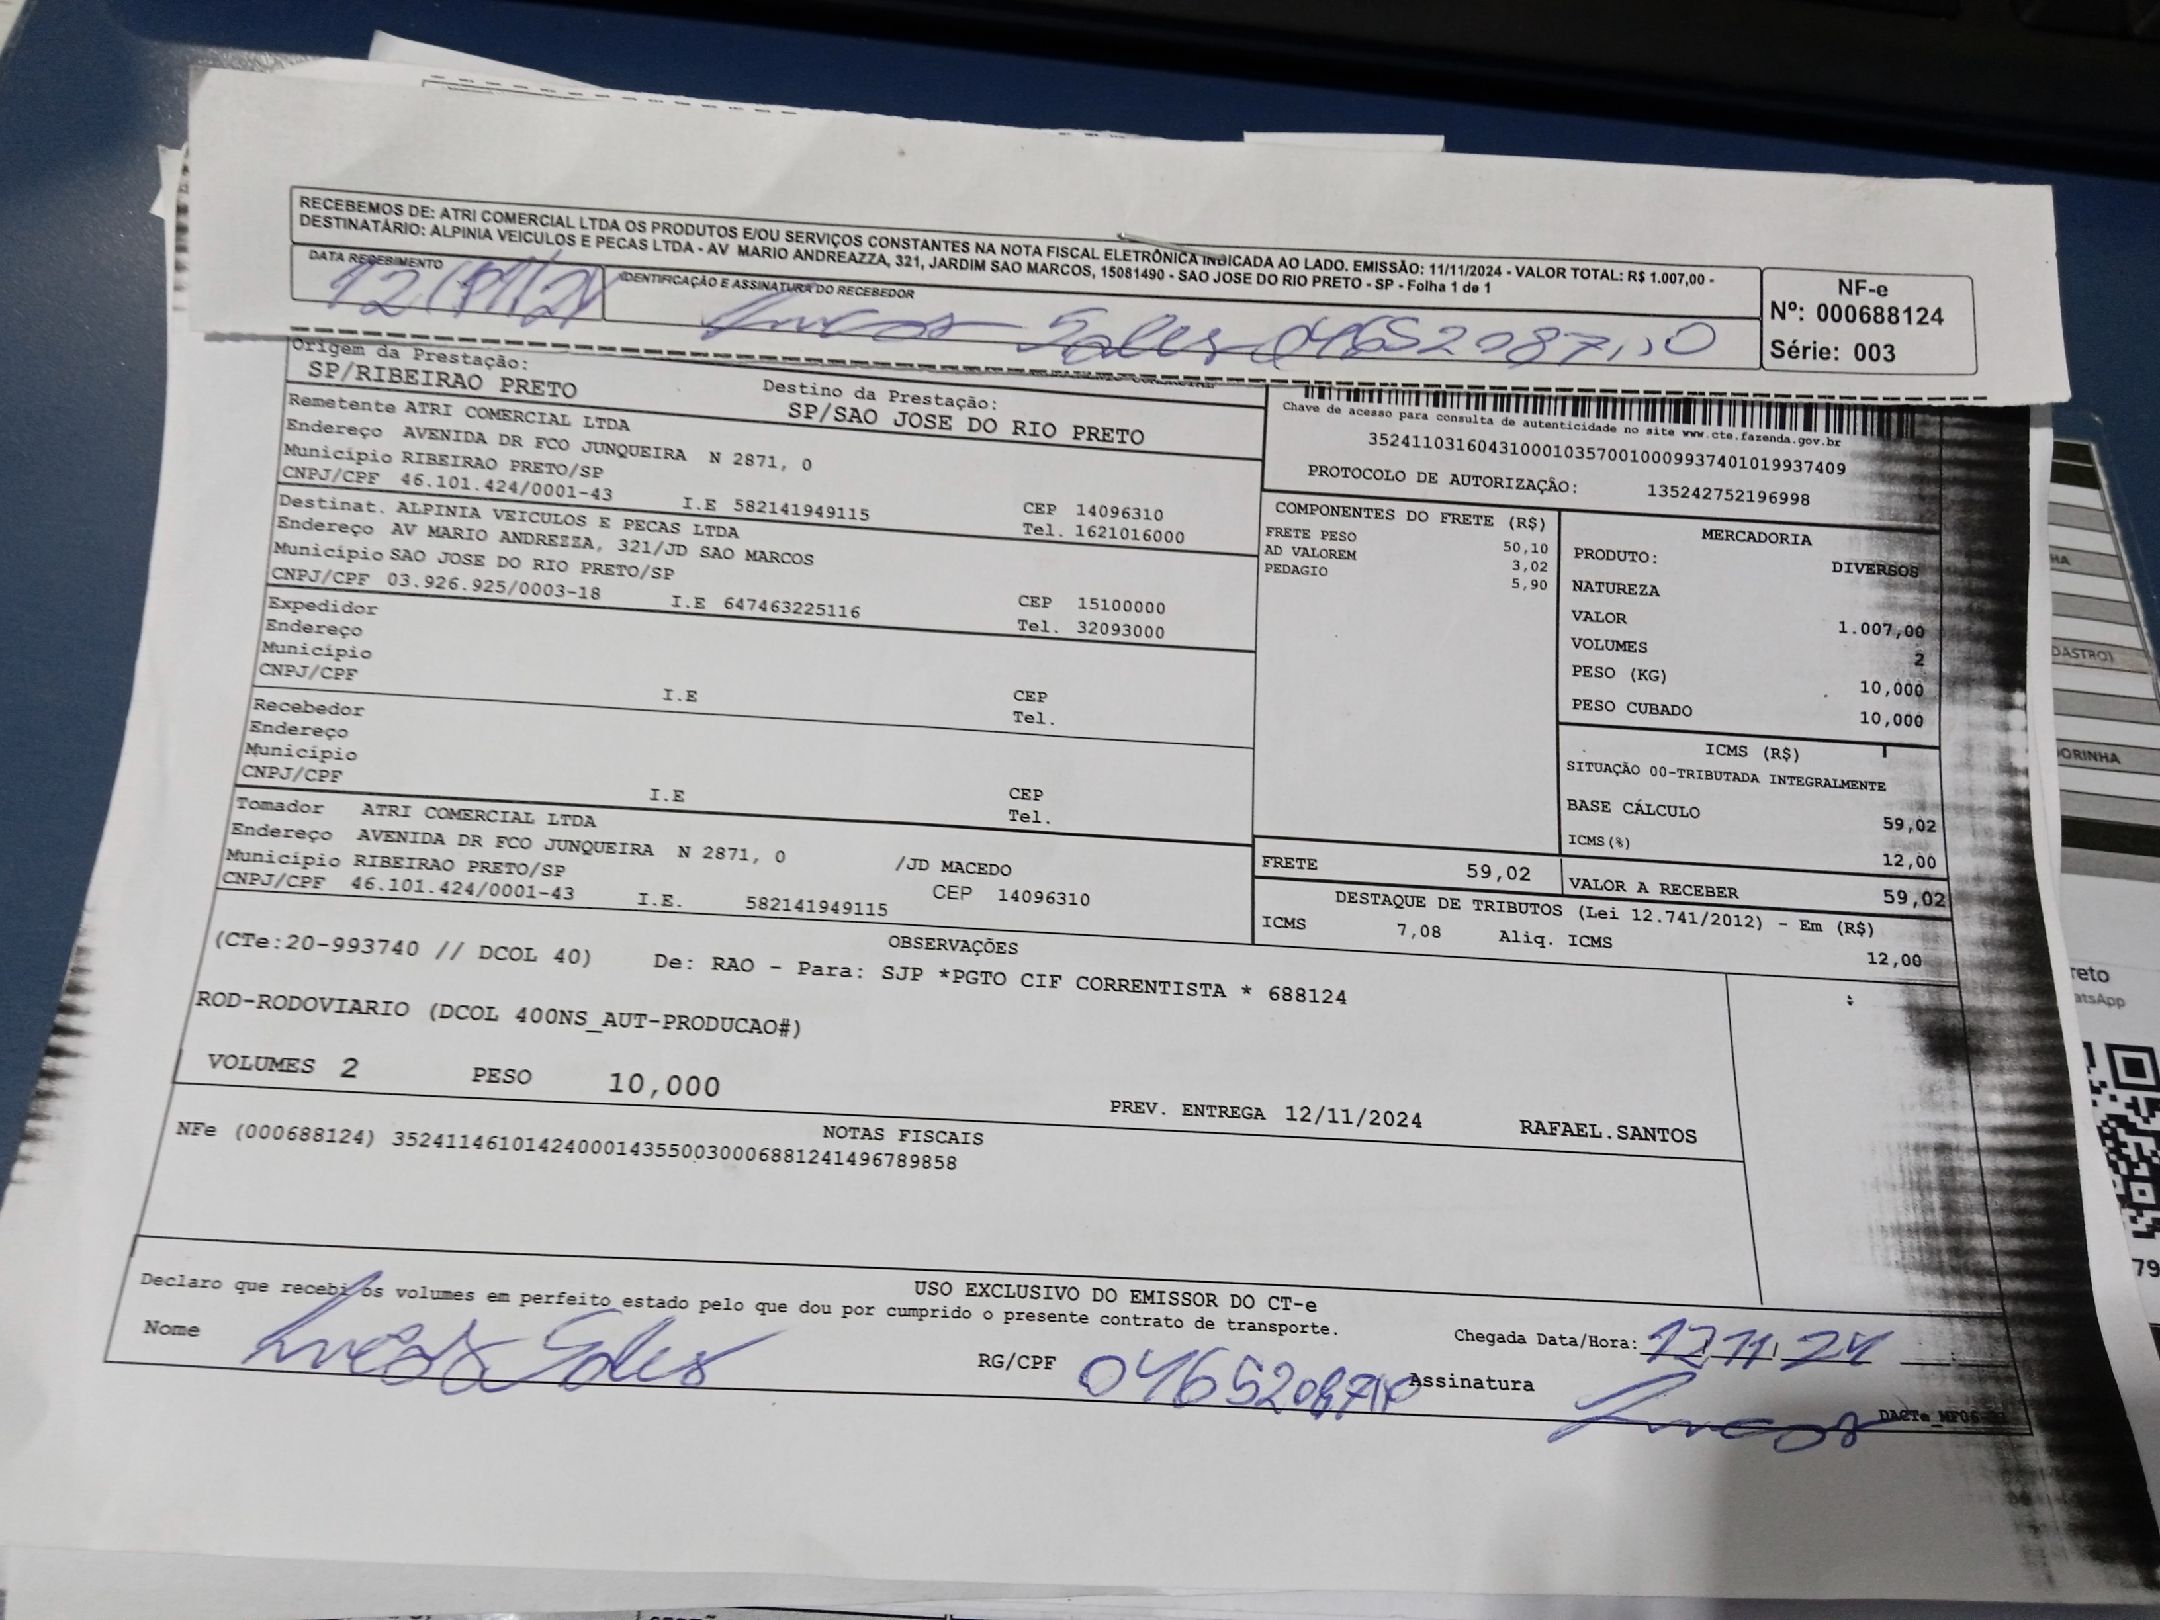 RECEBEMOS DE: ATRI COMERCIAL LTDA OS PRODUTOS E/OU SERVIÇOS CONSTANTES NA NOTA FISCAL ELETRÔNICA INDICADA AO LADO. EMISSÃO: 11/11/2024 - VALOR TOTAL: R$ 1.007,00 -
DESTINATÁRIO: ALPINIA VEICULOS E PECAS LTDA - AV MARIO ANDREAZZA, 321, JARDIM SAO MARCOS, 15081490 - SAO JOSE DO RIO PRETO - SP - Folha 1 de 1
DATA RECEBIMENTO
12/11/24
IDENTIFICAÇÃO E ASSINATURA DO RECEBEDOR
Lucas Sales
NF-e
Nº: 000688124
Série: 003
Origem da Prestação:
SP/RIBEIRAO PRETO
Destino da Prestação:
SP/SAO JOSE DO RIO PRETO
Remetente ATRI COMERCIAL LTDA
Endereço AVENIDA DR FCO JUNQUEIRA N 2871, 0
Município RIBEIRAO PRETO/SP
CNPJ/CPF 46.101.424/0001-43 I.E 582141949115
CEP 14096310
Tel. 1621016000
Destinat. ALPINIA VEICULOS E PECAS LTDA
Endereço AV MARIO ANDREZZA, 321/JD SAO MARCOS
Município SAO JOSE DO RIO PRETO/SP
CNPJ/CPF 03.926.925/0003-18 I.E 647463225116
CEP 15100000
Tel. 32093000
Expedidor
Endereço
Município
CNPJ/CPF I.E CEP
Tel.
Recebedor
Endereço
Município
CNPJ/CPF I.E CEP
Tel.
Tomador ATRI COMERCIAL LTDA
Endereço AVENIDA DR FCO JUNQUEIRA N 2871, 0 /JD MACEDO
Município RIBEIRAO PRETO/SP
CNPJ/CPF 46.101.424/0001-43 I.E. 582141949115 CEP 14096310
Chave de acesso para consulta de autenticidade no site www.cte.fazenda.gov.br
35241103160431000103570010009937401019937409
PROTOCOLO DE AUTORIZAÇÃO: 135242752196998
COMPONENTES DO FRETE (R$)
FRETE PESO 50,10
AD VALOREM 3,02
PEDAGIO 5,90
MERCADORIA
PRODUTO: DIVERSOS
NATUREZA
VALOR 1.007,00
VOLUMES 2
PESO (KG) 10,000
PESO CUBADO 10,000
ICMS (R$)
SITUAÇÃO 00-TRIBUTADA INTEGRALMENTE
BASE CÁLCULO 59,02
ICMS(%) 12,00
FRETE 59,02
VALOR A RECEBER 59,02
DESTAQUE DE TRIBUTOS (Lei 12.741/2012) - Em (R$)
ICMS 7,08 Aliq. ICMS 12,00
OBSERVAÇÕES
(CTe:20-993740 // DCOL 40) De: RAO - Para: SJP *PGTO CIF CORRENTISTA * 688124
ROD-RODOVIARIO (DCOL 400NS_AUT-PRODUCAO#)
VOLUMES 2 PESO 10,000
PREV. ENTREGA 12/11/2024 RAFAEL.SANTOS
NOTAS FISCAIS
NFe (000688124) 35241146101424000143550030006881241496789858
USO EXCLUSIVO DO EMISSOR DO CT-e
Declaro que recebi os volumes em perfeito estado pelo que dou por cumprido o presente contrato de transporte.
Nome Lucas Sales
RG/CPF
Chegada Data/Hora: 12 11 24
Assinatura Lucas
reto
atsApp
DASTRO)
ORINHA
79